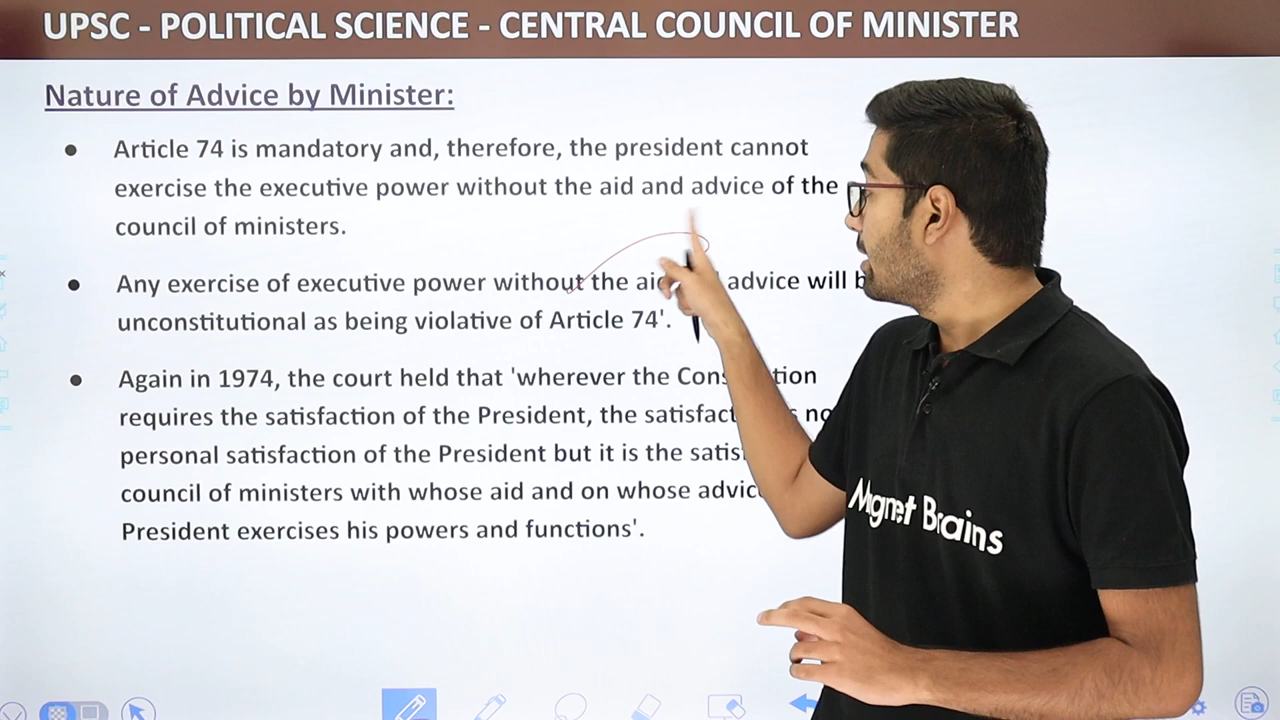 UPSC - POLITICAL SCIENCE - CENTRAL COUNCIL OF MINISTER
Nature of Advice by Minister:
Article 74 is mandatory and, therefore, the president cannot
exercise the executive power without the aid and advice of the
council of ministers.
Any exercise of executive power without the advice will
unconstitutional as being violative of Article 74'.
Again in 1974, the court held that 'wherever the
requires the satisfaction of the President, the
personal satisfaction of the President but it is the
council of ministers with whose aid and on whose
President exercises his powers and functions'.
Magnet Brains